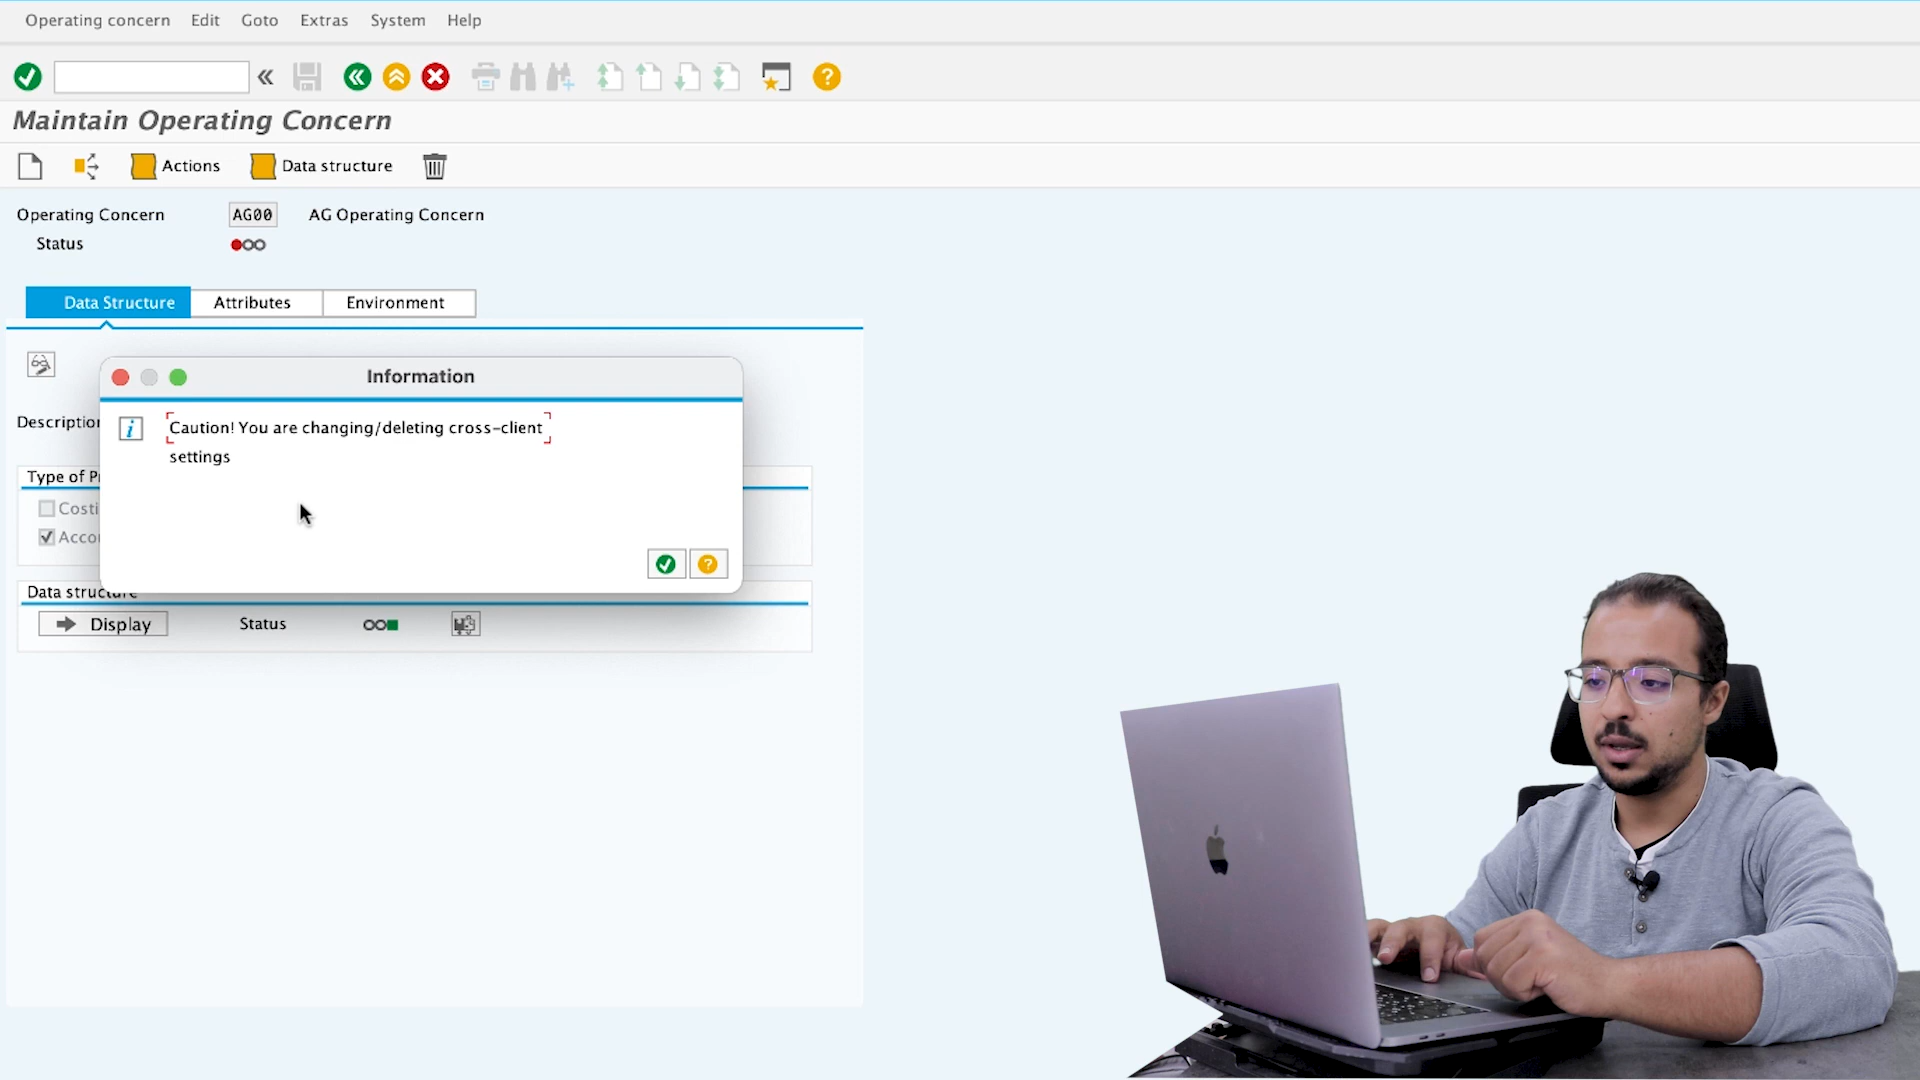 Operating concern Edit Goto Extras System Help
Maintain Operating Concern
Actions Data structure
Operating Concern AG00 AG Operating Concern
Status
Data Structure Attributes Environment
Information
Caution! You are changing/deleting cross-client
settings
Description
Type of P
Costi
Acco
Data structure
Display Status